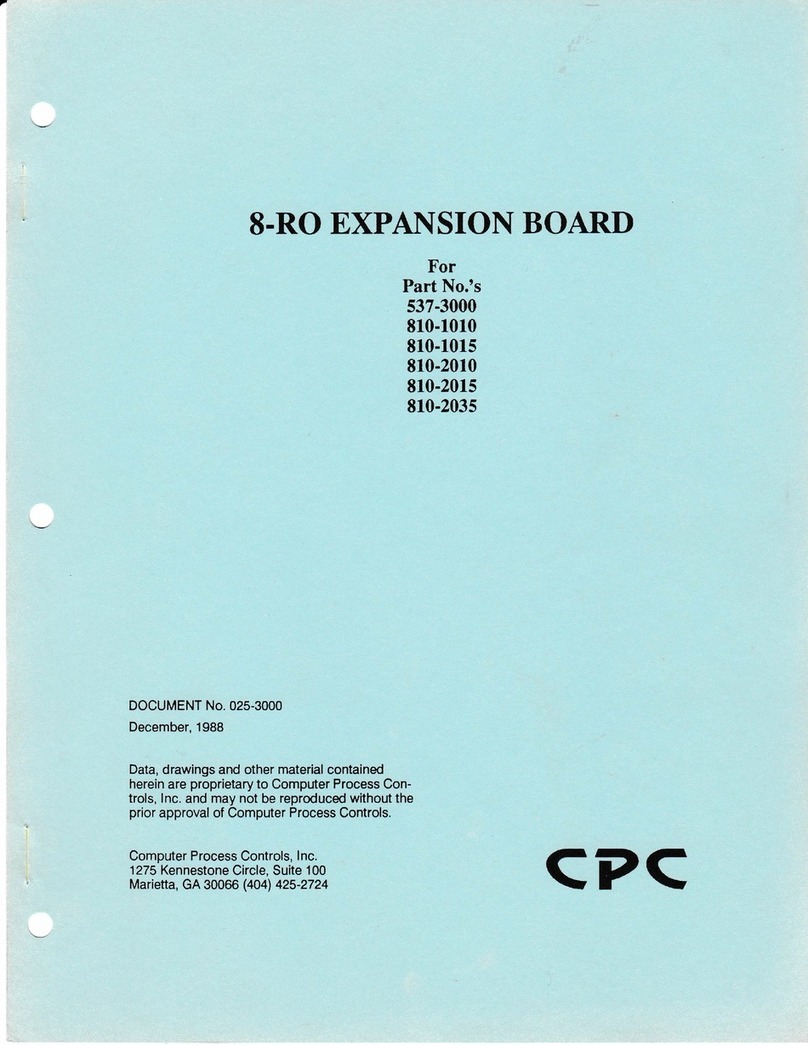 8-RO EXPANSION BOARD
For
Part No.'s
537-3000
810-1010
810-1015
810-2010
810-2015
810-2035
DOCUMENT No. 025-3000
December, 1988
Data, drawings and other material contained
herein are proprietary to Computer Process Con-
trols, Inc. and may not be reproduced without the
prior approval of Computer Process Controls.
Computer Process Controls, Inc.
1275 Kennestone Circle, Suite 100
Marietta, GA 30066 (404) 425-2724
CPC